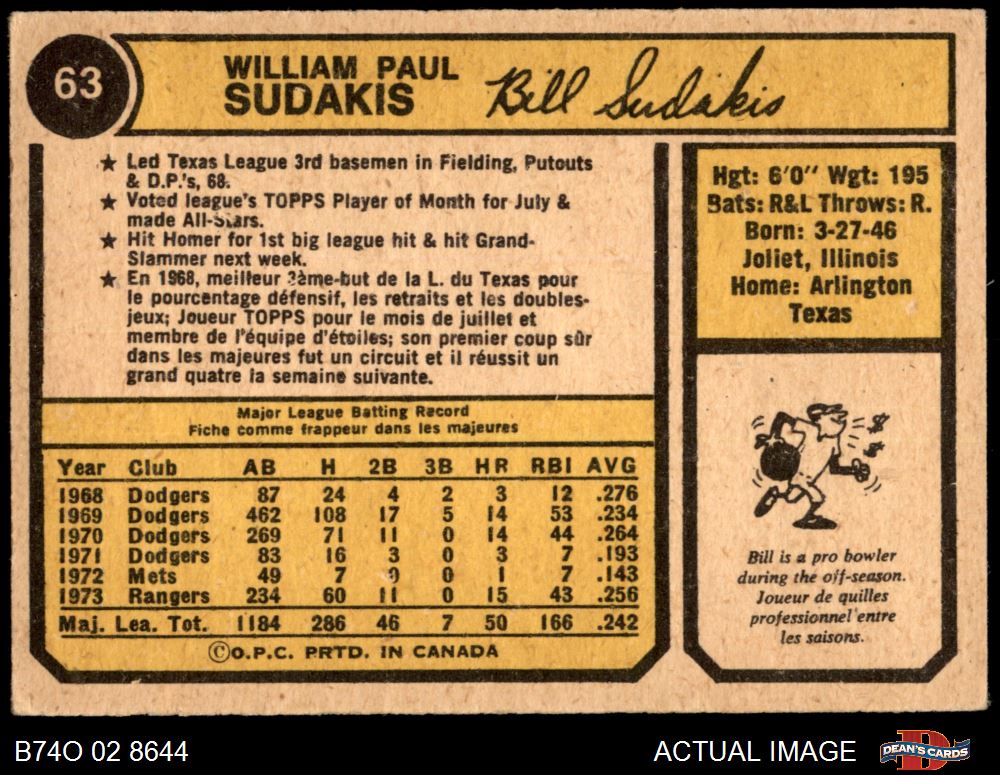 63
WILLIAM PAUL
SUDAKIS
Bill Sudakis
★ Led Texas League 3rd basemen in Fielding, Putouts
& D.P.'s, 68.
★ Voted league's TOPPS Player of Month for July &
made All-Stars.
★ Hit Homer for 1st big league hit & hit Grand-
Slammer next week.
★ En 1968, meilleur 3ème-but de la L. du Texas pour
le pourcentage défensif, les retraits et les doubles-
jeux; Joueur TOPPS pour le mois de juillet et
membre de l'équipe d'étoiles; son premier coup sûr
dans les majeures fut un circuit et il réussit un
grand quatre la semaine suivante.
Hgt: 6'0" Wgt: 195
Bats: R&L Throws: R.
Born: 3-27-46
Joliet, Illinois
Home: Arlington
Texas
Major League Batting Record
Fiche comme frappeur dans les majeures
Year Club AB H 2B 3B HR RBI AVG
1968 Dodgers 87 24 4 2 3 12 .276
1969 Dodgers 462 108 17 5 14 53 .234
1970 Dodgers 269 71 11 0 14 44 .264
1971 Dodgers 83 16 3 0 3 7 .193
1972 Mets 49 7 0 0 1 7 .143
1973 Rangers 234 60 11 0 15 43 .256
Maj. Lea. Tot. 1184 286 46 7 50 166 .242
©O.P.C. PRTD. IN CANADA
$
$
Bill is a pro bowler
during the off-season.
Joueur de quilles
professionnel entre
les saisons.
B74O 02 8644
ACTUAL IMAGE
DEAN'S CARDS